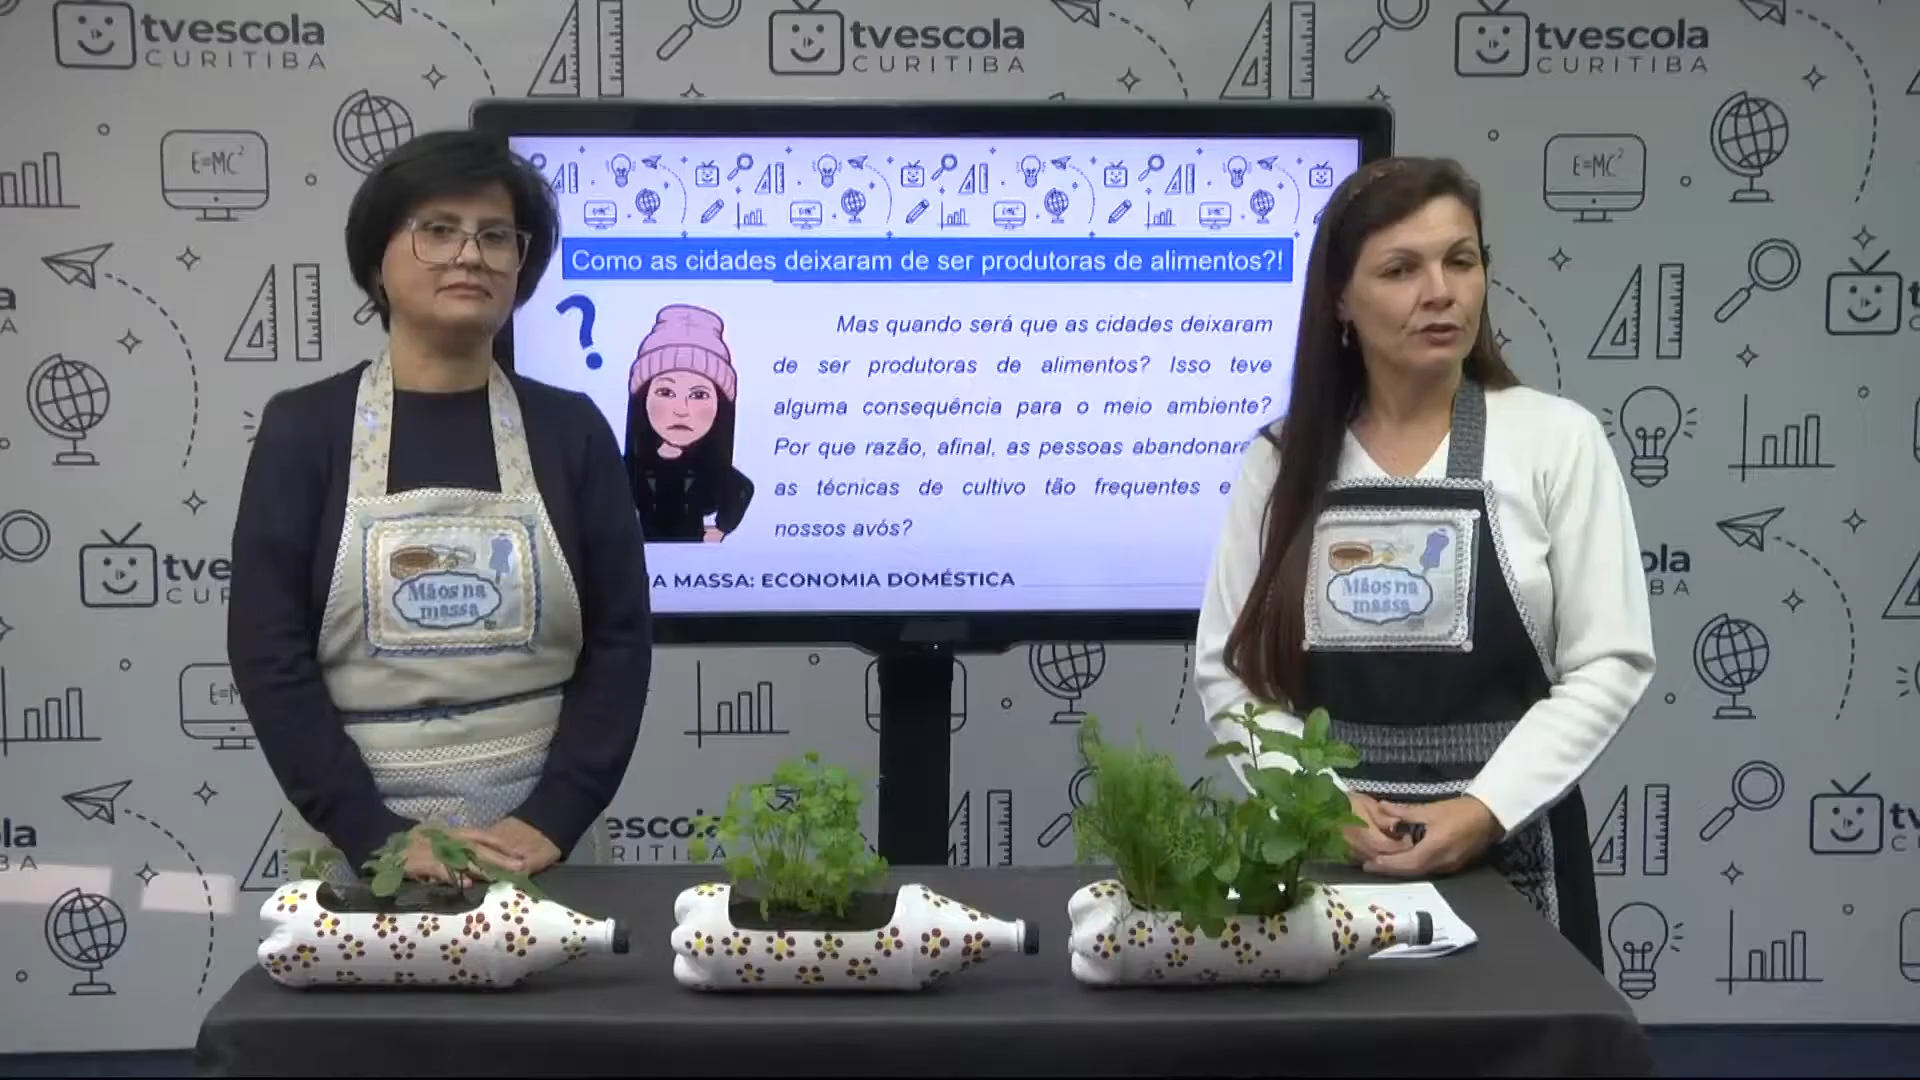 tvescola
CURITIBA
tvescola
CURITIBA
tvescola
CURITIBA
E=MC²
E=MC²
Como as cidades deixaram de ser produtoras de alimentos?!
?
Mas quando será que as cidades deixaram
de ser produtoras de alimentos? Isso teve
alguma consequência para o meio ambiente?
Por que razão, afinal, as pessoas
as técnicas de cultivo tão frequentes
nossos avós?
MASSA: ECONOMIA DOMÉSTICA
Mãos na
massa
Mãos na
massa